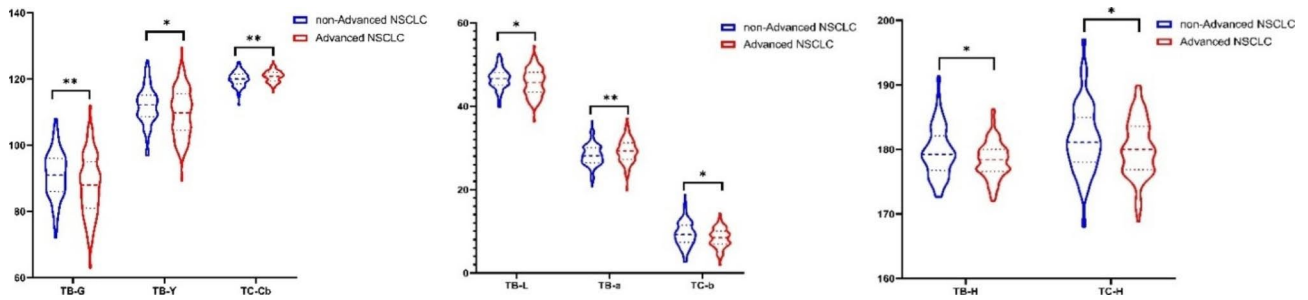 140
120
100
80
60
non-Advanced NSCLC
Advanced NSCLC
**
*
**
TB-G TB-Y TC-Cb
60
40
20
0
non-Advanced NSCLC
Advanced NSCLC
*
**
*
TB-L TB-a TC-b
200
190
180
170
160
non-Advanced NSCLC
Advanced NSCLC
*
*
TB-H TC-H